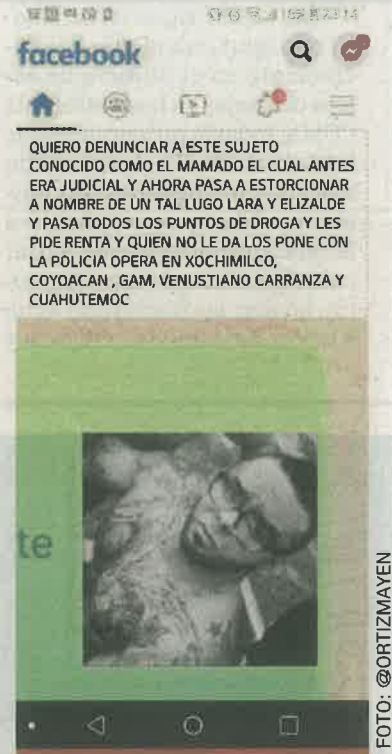 facebook
QUIERO DENUNCIAR A ESTE SUJETO
CONOCIDO COMO EL MAMADO EL CUAL ANTES
ERA JUDICIAL Y AHORA PASA A ESTORCIONAR
A NOMBRE DE UN TAL LUGO LARA Y ELIZALDE
Y PASA TODOS LOS PUNTOS DE DROGA Y LES
PIDE RENTA Y QUIEN NO LE DA LOS PONE CON
LA POLICIA OPERA EN XOCHIMILCO,
COYOACAN , GAM, VENUSTIANO CARRANZA Y
CUAHUTEMOC
te
FOTO: @ORTIZMAYEN